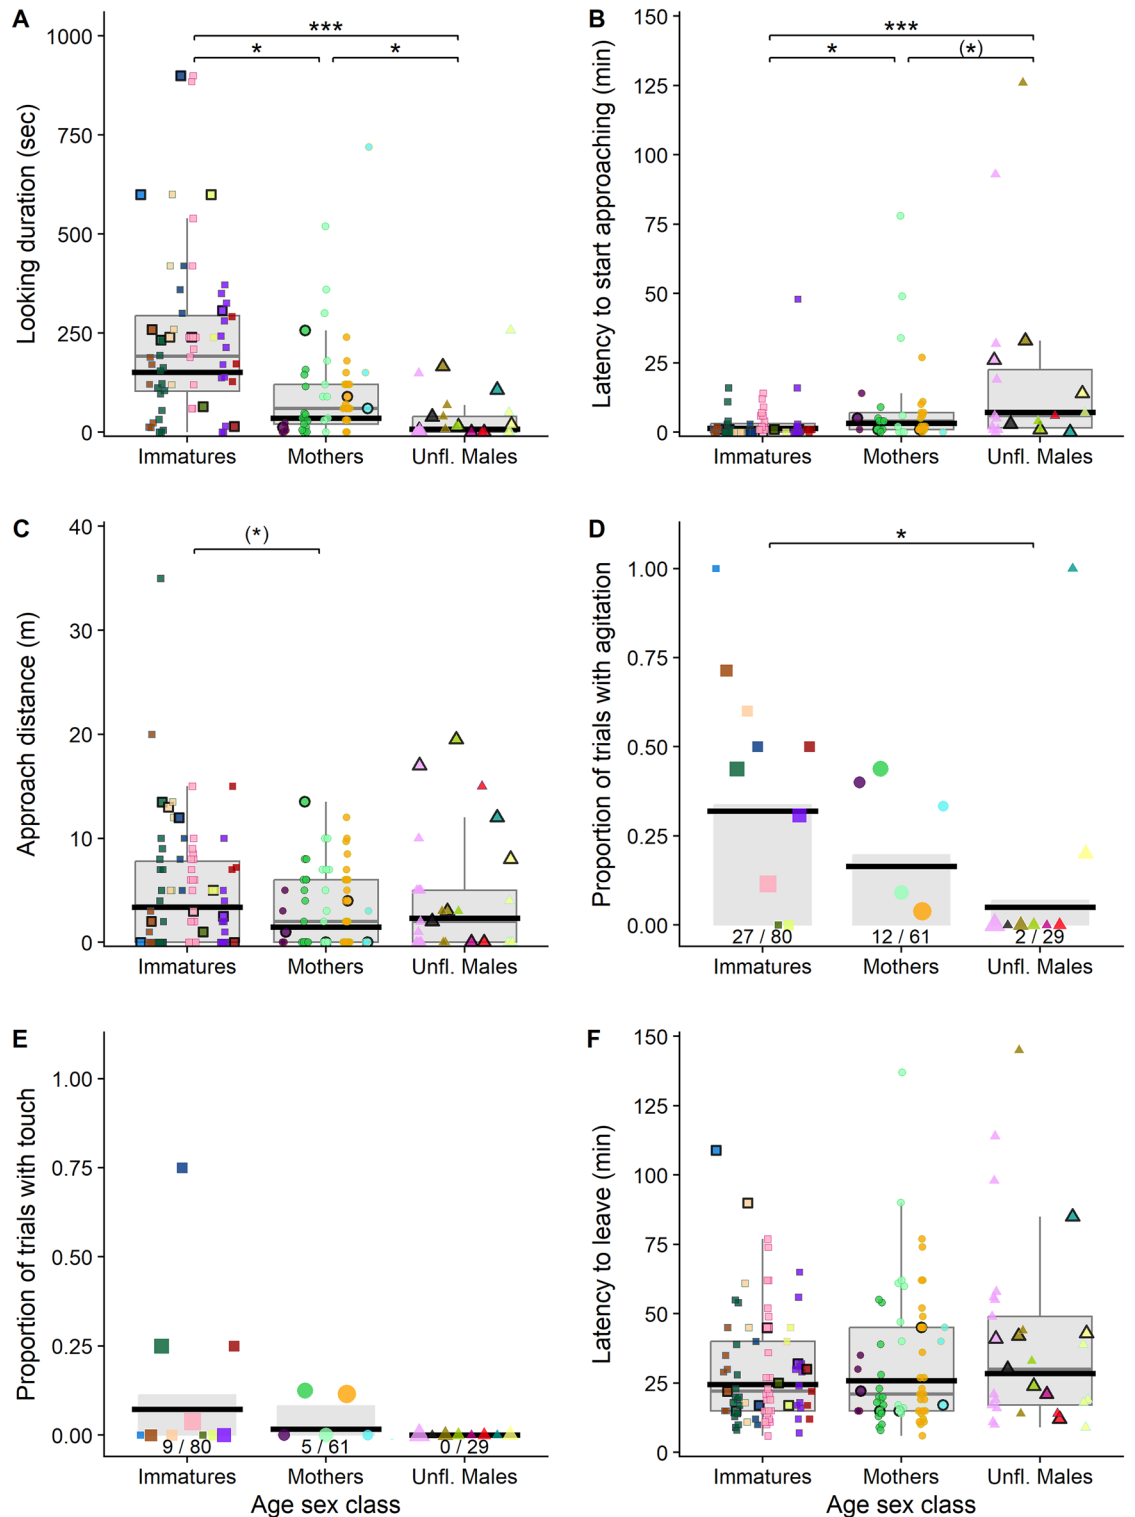 A
Looking duration (sec)
1000
750
500
250
0
***
*
*
Immatures Mothers Unfl. Males
B
Latency to start approaching (min)
150
125
100
75
50
25
0
***
*
(*)
Immatures Mothers Unfl. Males
C
Approach distance (m)
40
30
20
10
0
(*)
Immatures Mothers Unfl. Males
D
Proportion of trials with agitation
1.00
0.75
0.50
0.25
0.00
*
27 / 80 12 / 61 2 / 29
Immatures Mothers Unfl. Males
E
Proportion of trials with touch
1.00
0.75
0.50
0.25
0.00
9 / 80 5 / 61 0 / 29
Immatures Mothers Unfl. Males
Age sex class
F
Latency to leave (min)
150
125
100
75
50
25
0
Immatures Mothers Unfl. Males
Age sex class